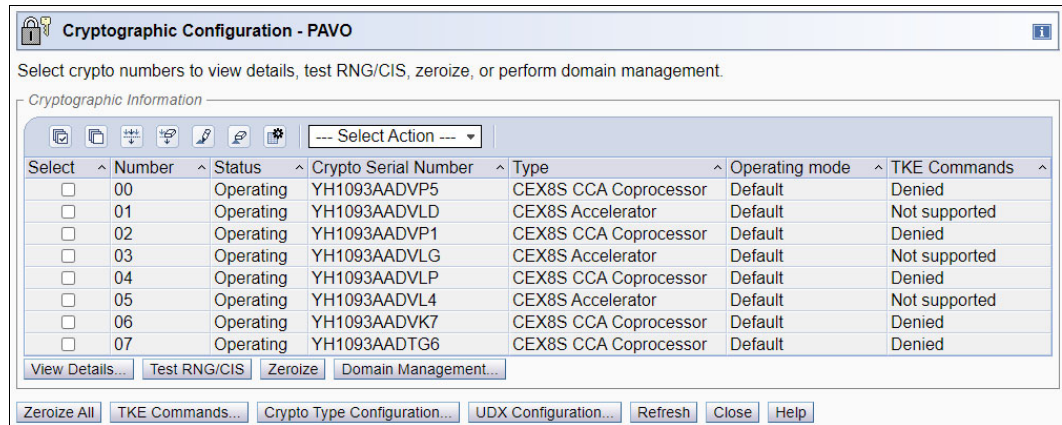 Cryptographic Configuration - PAVO
Select crypto numbers to view details, test RNG/CIS, zeroize, or perform domain management.
Cryptographic Information
--- Select Action ---
Select Number Status Crypto Serial Number Type Operating mode TKE Commands
00 Operating YH1093AADVP5 CEX8S CCA Coprocessor Default Denied
01 Operating YH1093AADVLD CEX8S Accelerator Default Not supported
02 Operating YH1093AADVP1 CEX8S CCA Coprocessor Default Denied
03 Operating YH1093AADVLG CEX8S Accelerator Default Not supported
04 Operating YH1093AADVLP CEX8S CCA Coprocessor Default Denied
05 Operating YH1093AADVL4 CEX8S Accelerator Default Not supported
06 Operating YH1093AADVK7 CEX8S CCA Coprocessor Default Denied
07 Operating YH1093AADTG6 CEX8S CCA Coprocessor Default Denied
View Details... Test RNG/CIS Zeroize Domain Management...
Zeroize All TKE Commands... Crypto Type Configuration... UDX Configuration... Refresh Close Help